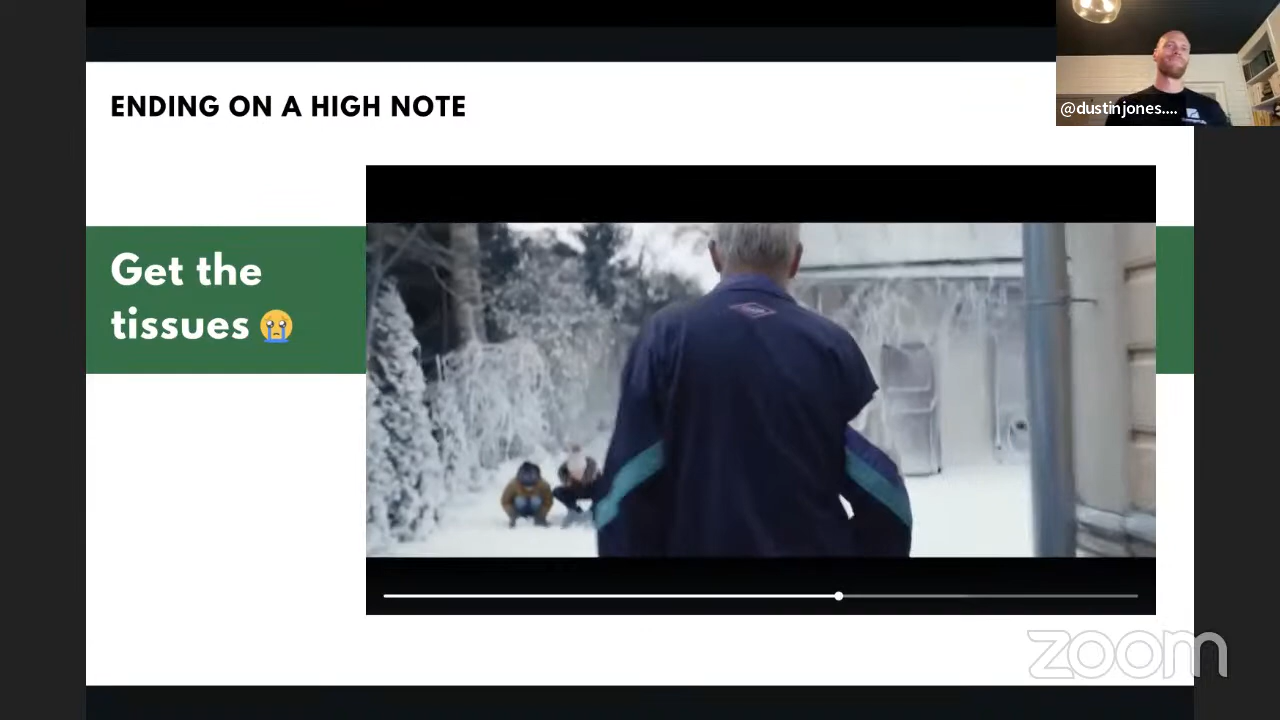 ENDING ON A HIGH NOTE
@dustinjones....
Get the
tissues
zoom